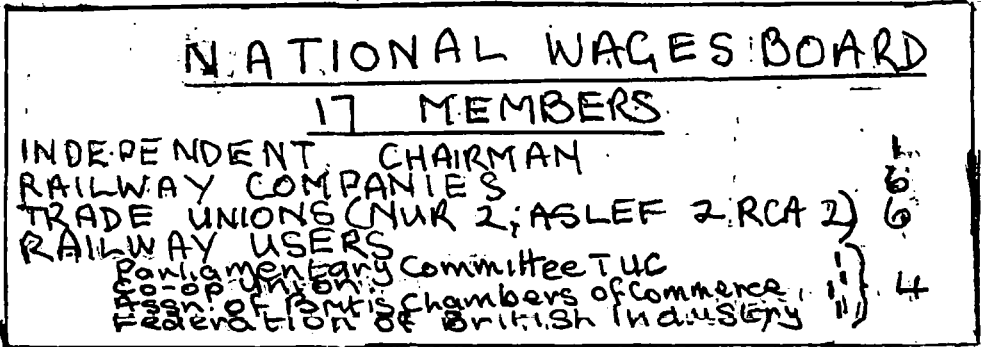 NATIONAL WAGES BOARD
17 MEMBERS
INDEPENDENT CHAIRMAN 1
RAILWAY COMPANIES 6
TRADE UNIONS (NUR 2; ASLEF 2 RCA 2) 6
RAILWAY USERS
Parliamentary Committee TUC 1
Co-op Union 1
Assn. of Bri­tis Chambers of Commerce 1 } 4
Federation of British Industry 1